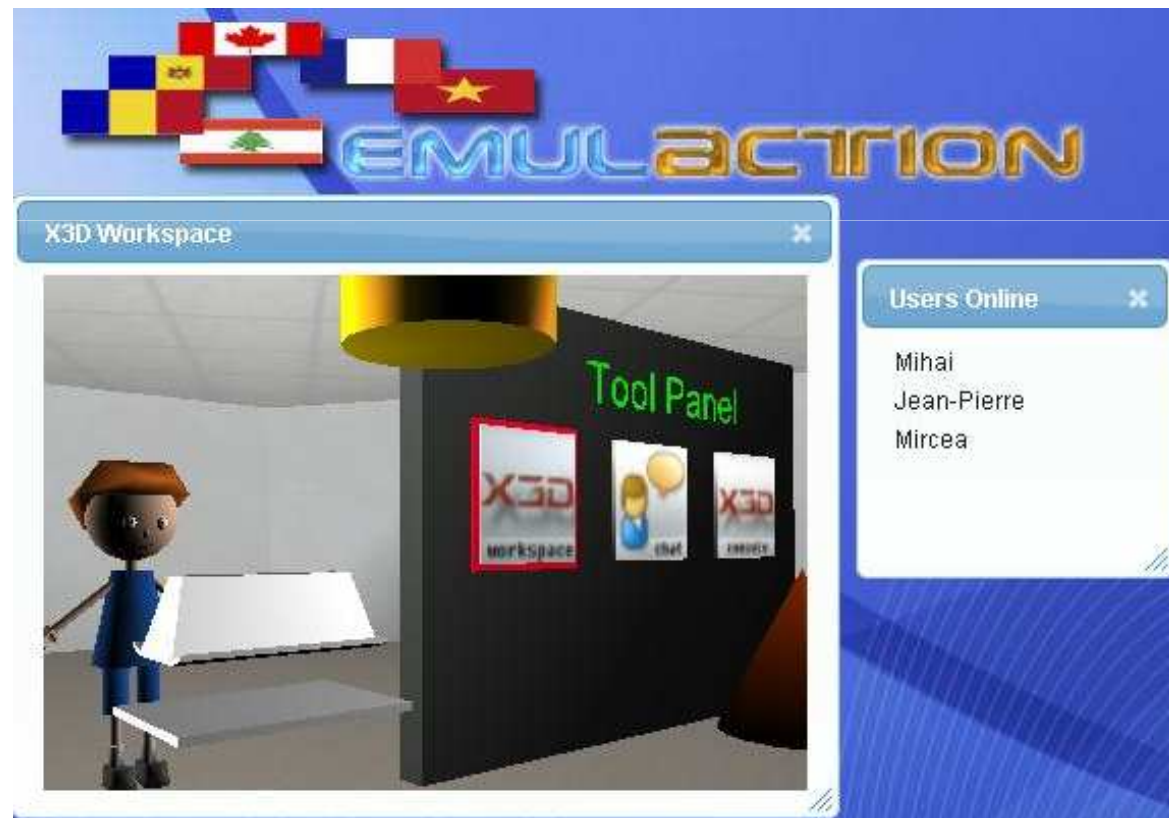 EMULACTION
X3D Workspace
Users Online
Mihai
Jean-Pierre
Mircea
Tool Panel
X3D
workspace
chat
X3D